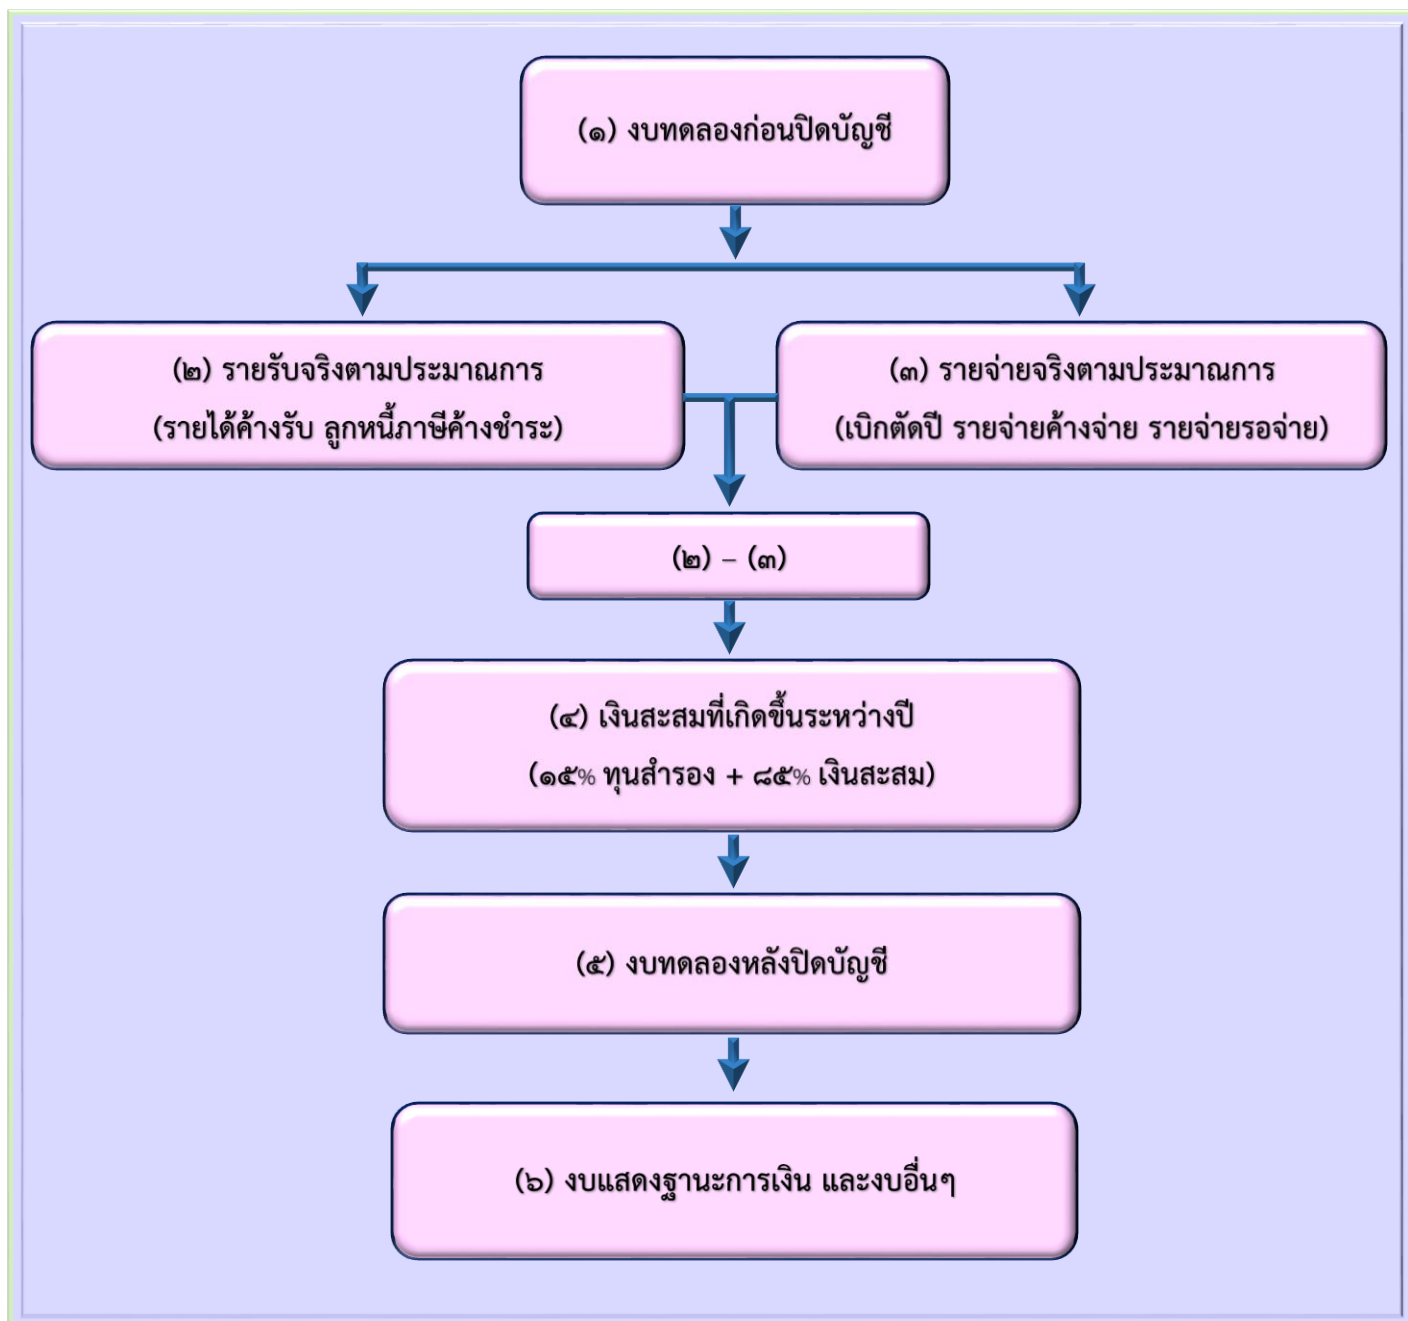 (๑) งบทดลองก่อนปิดบัญชี
(๒) รายรับจริงตามประมาณการ
(รายได้ค้างรับ ลูกหนี้ภาษีค้างชำระ)
(๓) รายจ่ายจริงตามประมาณการ
(เบิกตัดปี รายจ่ายค้างจ่าย รายจ่ายรอจ่าย)
(๒) – (๓)
(๔) เงินสะสมที่เกิดขึ้นระหว่างปี
(๑๕% ทุนสำรอง + ๘๕% เงินสะสม)
(๕) งบทดลองหลังปิดบัญชี
(๖) งบแสดงฐานะการเงิน และงบอื่นๆ